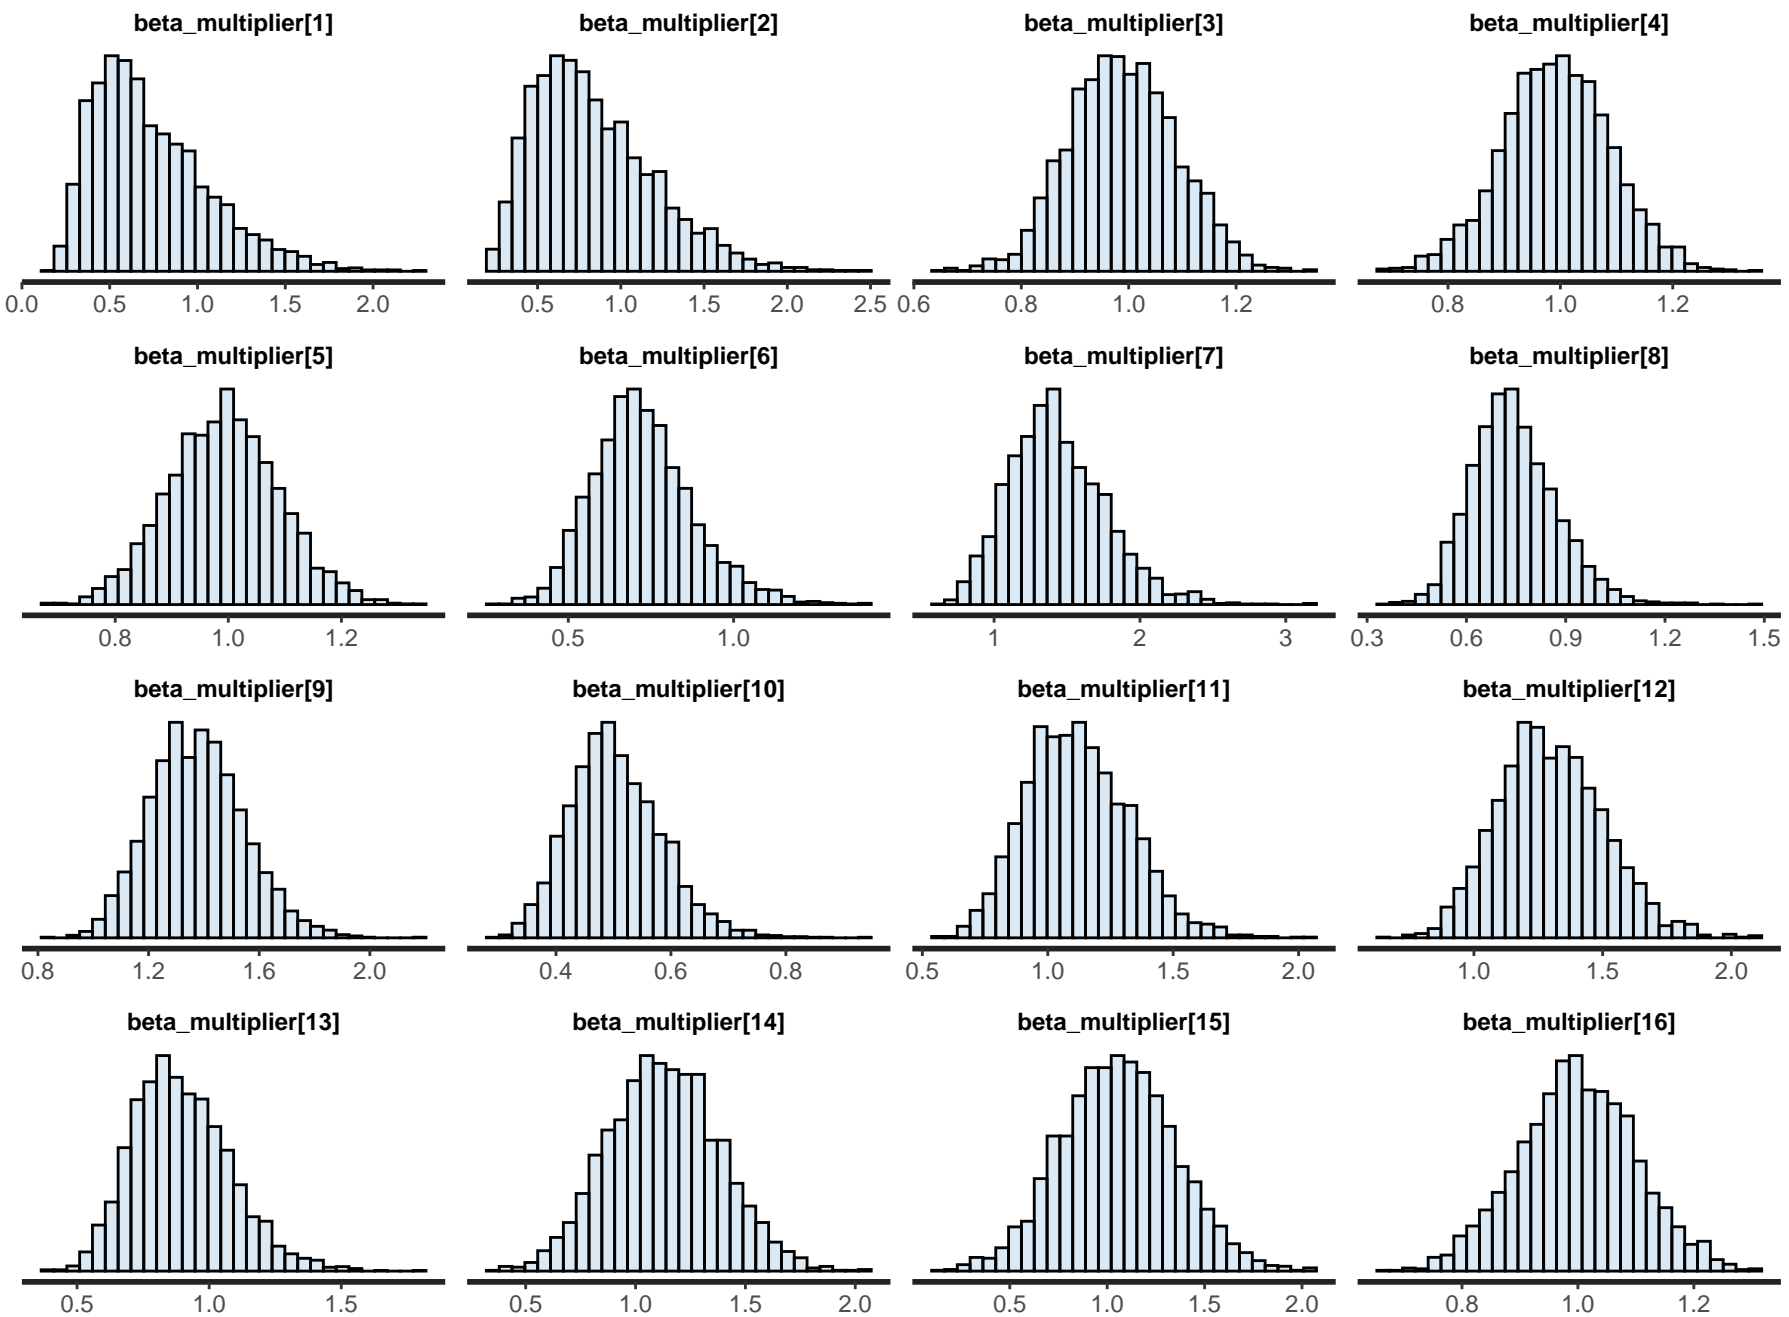 beta_multiplier[1] beta_multiplier[2] beta_multiplier[3] beta_multiplier[4]
0.0 0.5 1.0 1.5 2.0 0.5 1.0 1.5 2.0 2.5 0.6 0.8 1.0 1.2 0.8 1.0 1.2
beta_multiplier[5] beta_multiplier[6] beta_multiplier[7] beta_multiplier[8]
0.8 1.0 1.2 0.5 1.0 1 2 3 0.3 0.6 0.9 1.2 1.5
beta_multiplier[9] beta_multiplier[10] beta_multiplier[11] beta_multiplier[12]
0.8 1.2 1.6 2.0 0.4 0.6 0.8 0.5 1.0 1.5 2.0 1.0 1.5 2.0
beta_multiplier[13] beta_multiplier[14] beta_multiplier[15] beta_multiplier[16]
0.5 1.0 1.5 0.5 1.0 1.5 2.0 0.5 1.0 1.5 2.0 0.8 1.0 1.2